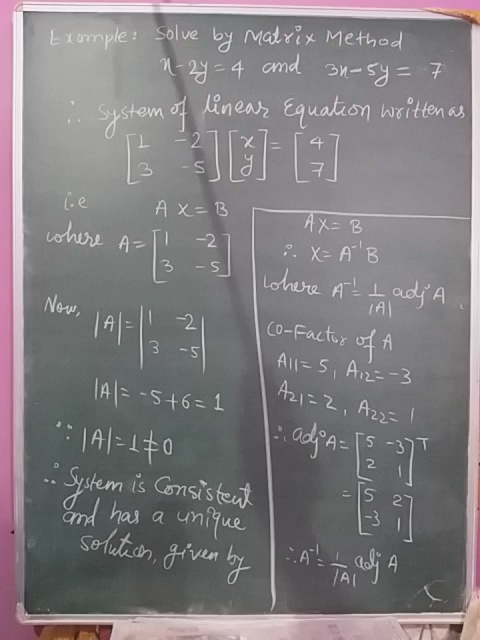 Example: Solve by Matrix Method
x-2y=4 and 3x-5y= 7
∴ System of linear Equation written as
[1 -2; 3 -5] [x; y] = [4; 7]
i.e A X = B
where A = [1 -2; 3 -5]
Now, |A| = |1 -2; 3 -5|
|A| = -5+6 = 1
∵ |A| = 1 ≠ 0
∴ System is Consistent
and has a unique
solution, given by
AX = B
∴ X = A⁻¹B
where A⁻¹ = 1/|A| adj A.
Co-Factor of A
A11 = 5, A12 = -3
A21 = 2, A22 = 1
∴ adj A = [5 -3; 2 1]ᵀ
= [5 2; -3 1]
∴ A⁻¹ = 1/|A| adj A